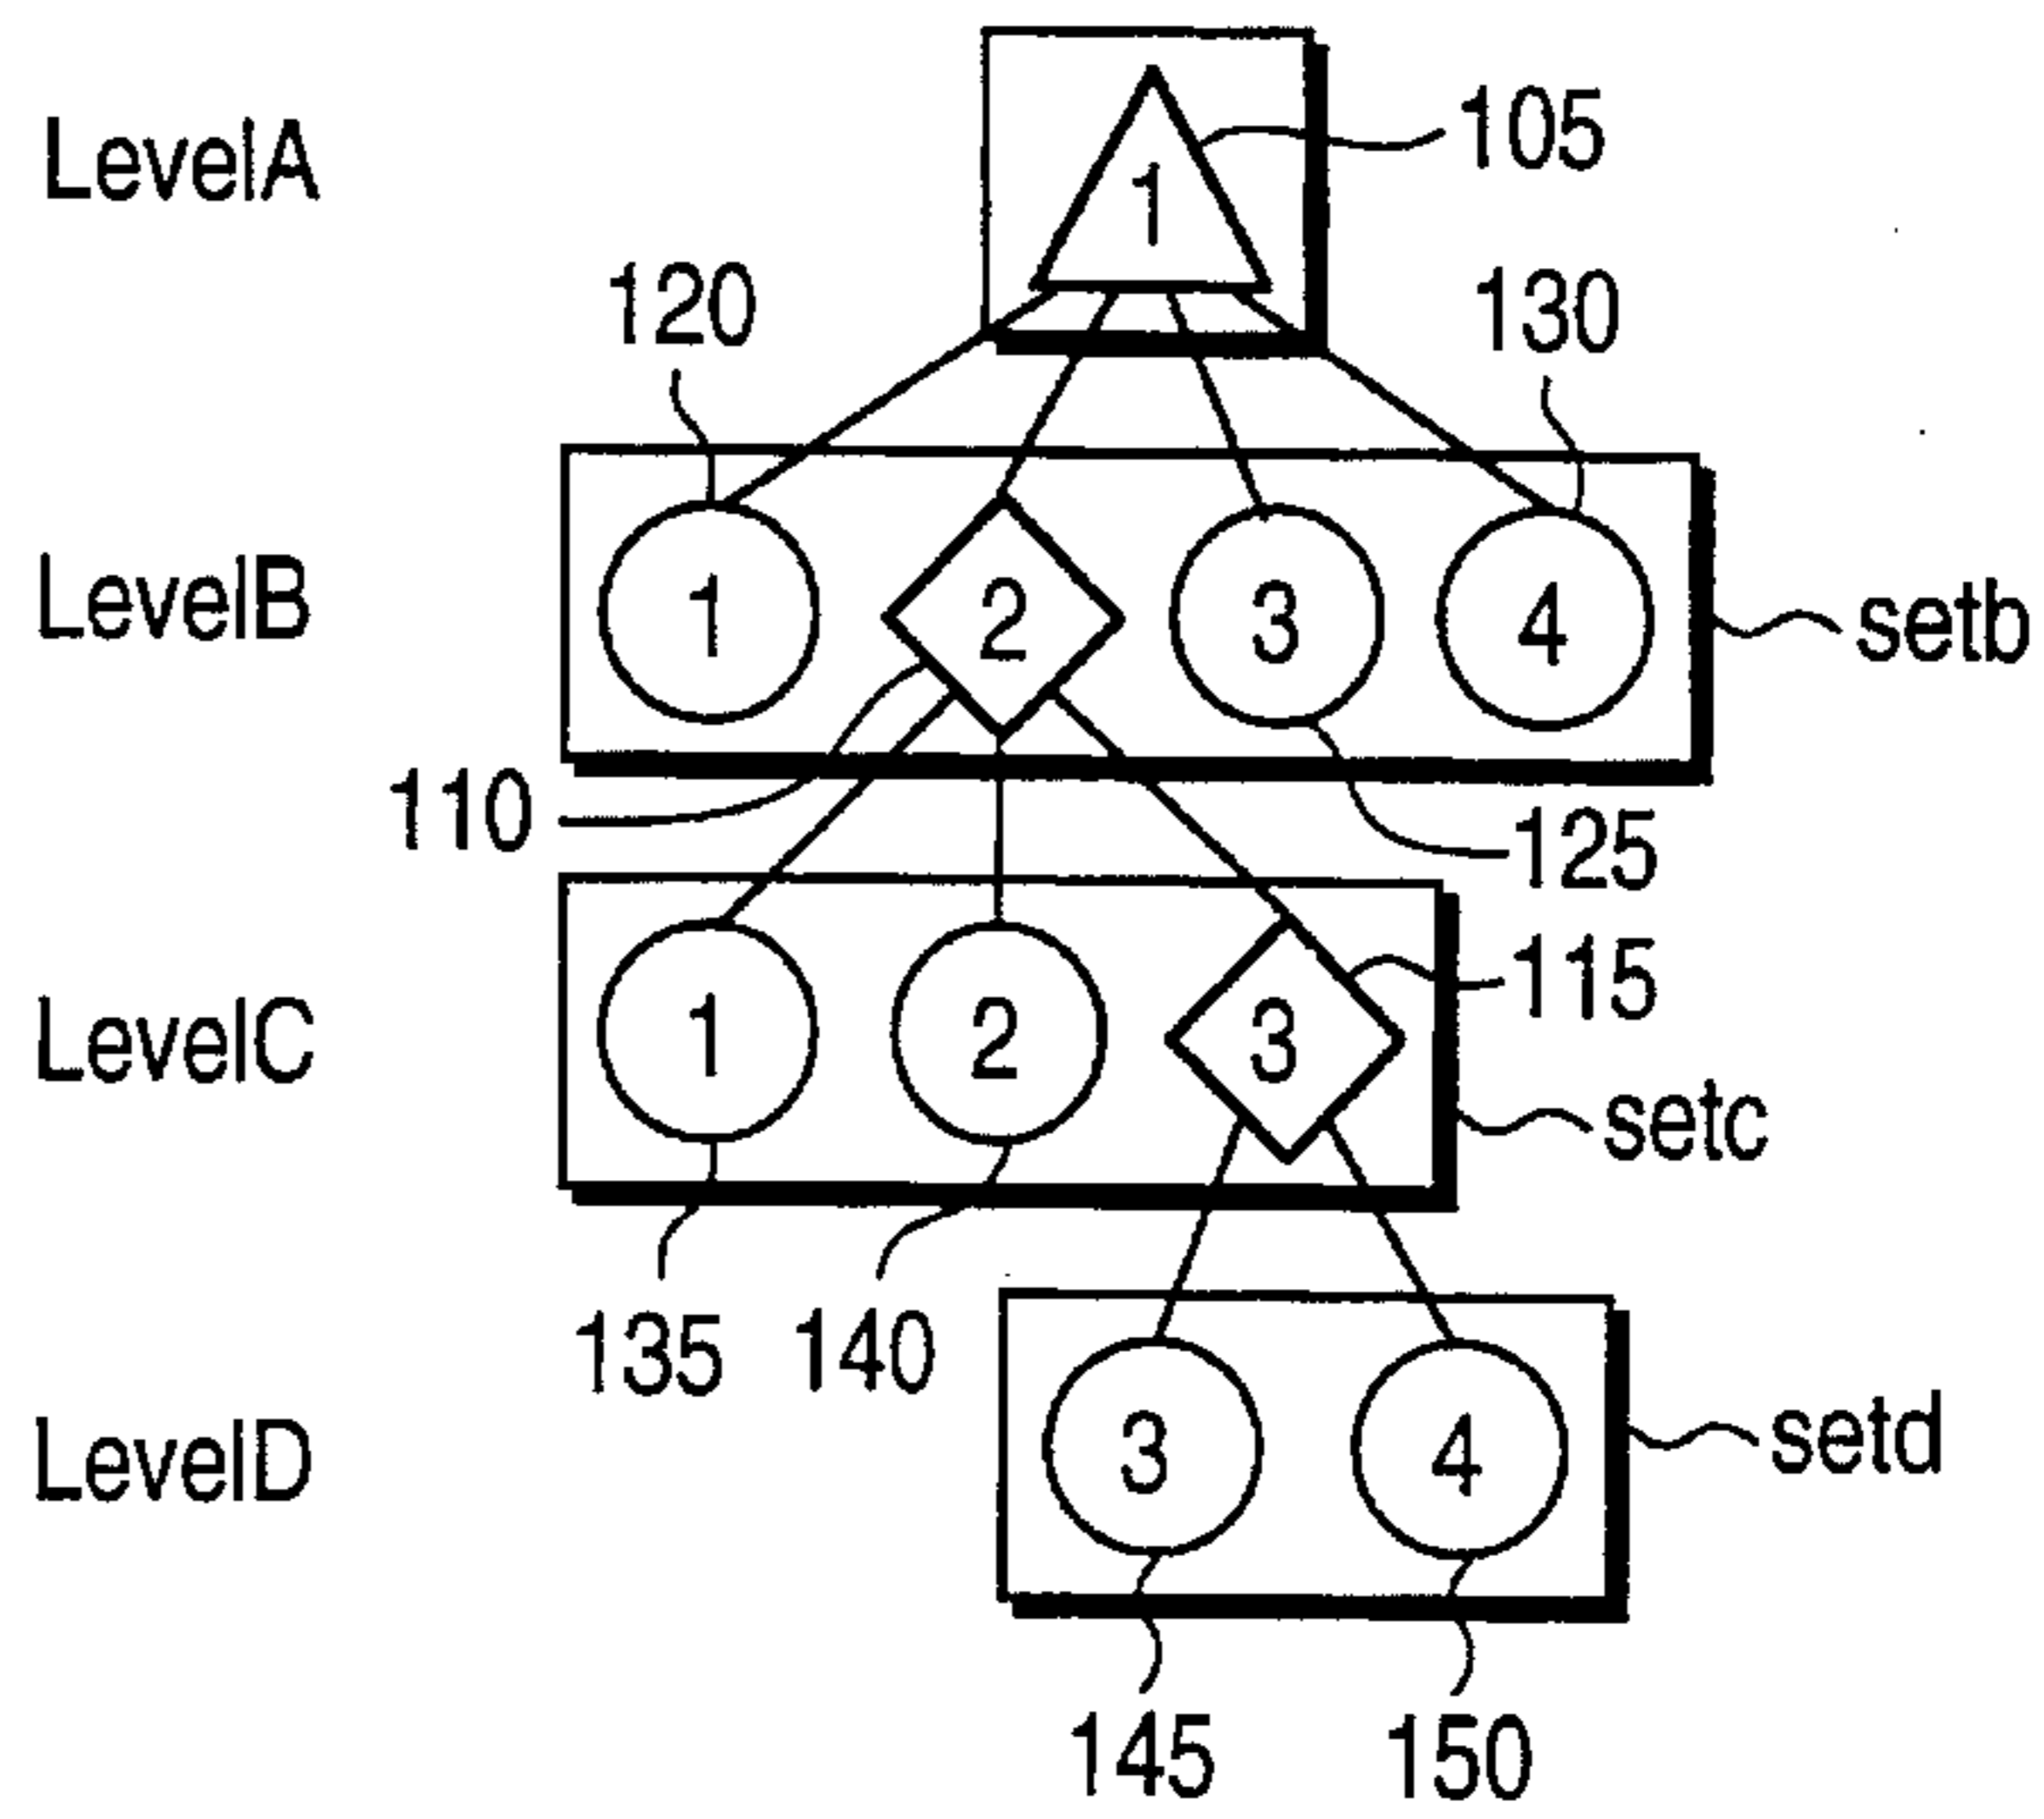 LevelA 1 105
120 130
LevelB 1 2 3 4 setb
110 125
LevelC 1 2 3 115
setc
135 140
LevelD 3 4 setd
145 150